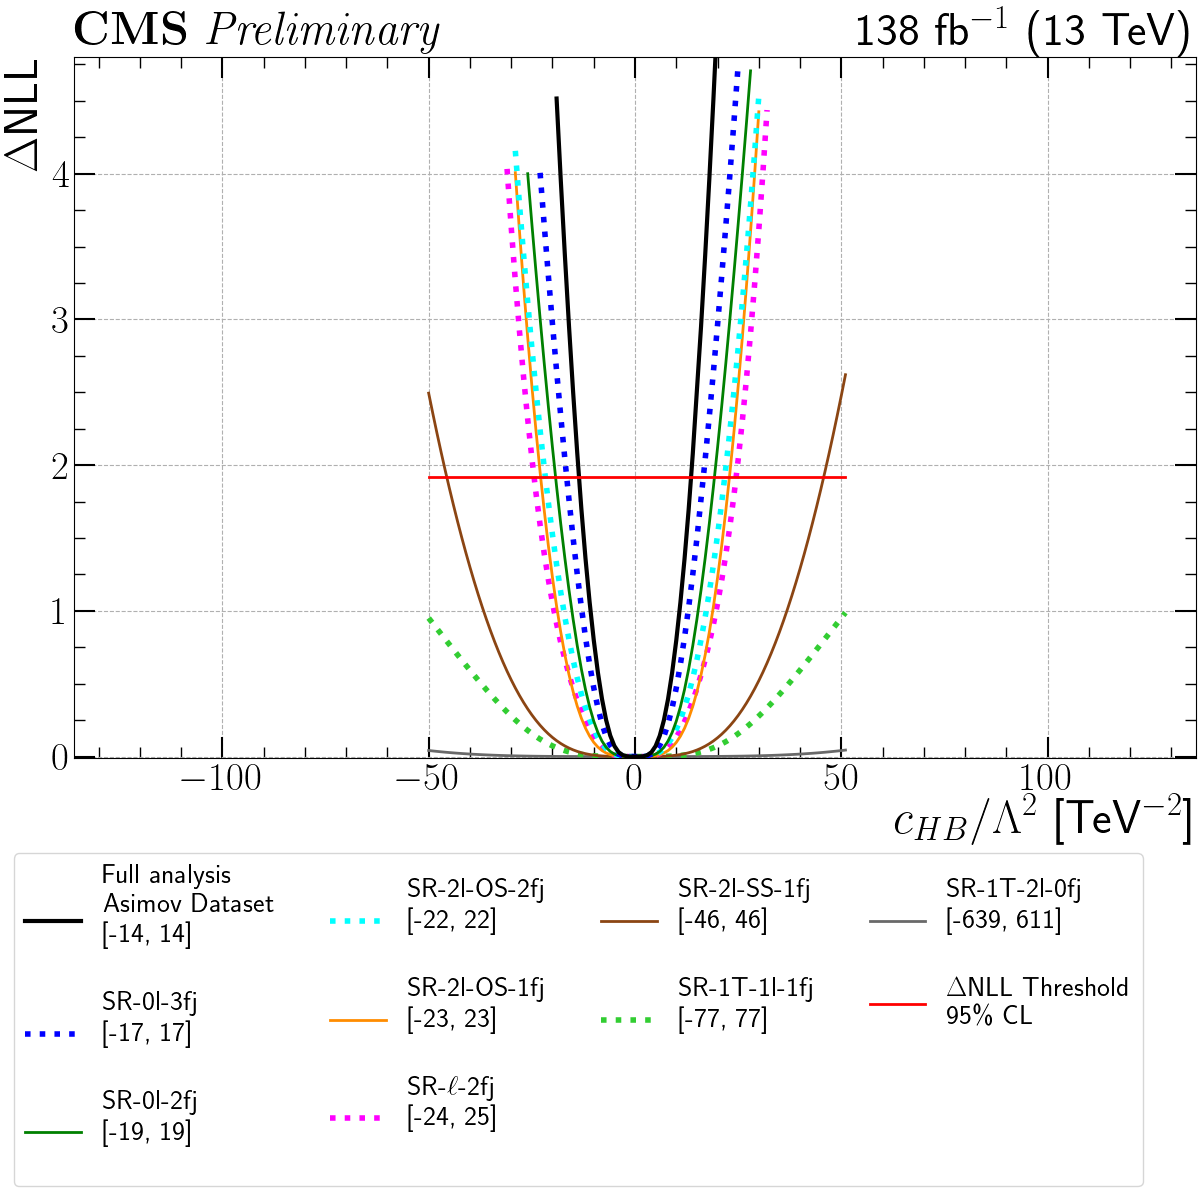 CMS Preliminary 138 fb⁻¹ (13 TeV)
ΔNLL
4
3
2
1
0
−100 −50 0 50 100
c_{HB}/Λ² [TeV⁻²]
Full analysis
Asimov Dataset
[-14, 14]
SR-0l-3fj
[-17, 17]
SR-0l-2fj
[-19, 19]
SR-2l-OS-2fj
[-22, 22]
SR-2l-OS-1fj
[-23, 23]
SR-ℓ-2fj
[-24, 25]
SR-2l-SS-1fj
[-46, 46]
SR-1T-1l-1fj
[-77, 77]
SR-1T-2l-0fj
[-639, 611]
ΔNLL Threshold
95% CL